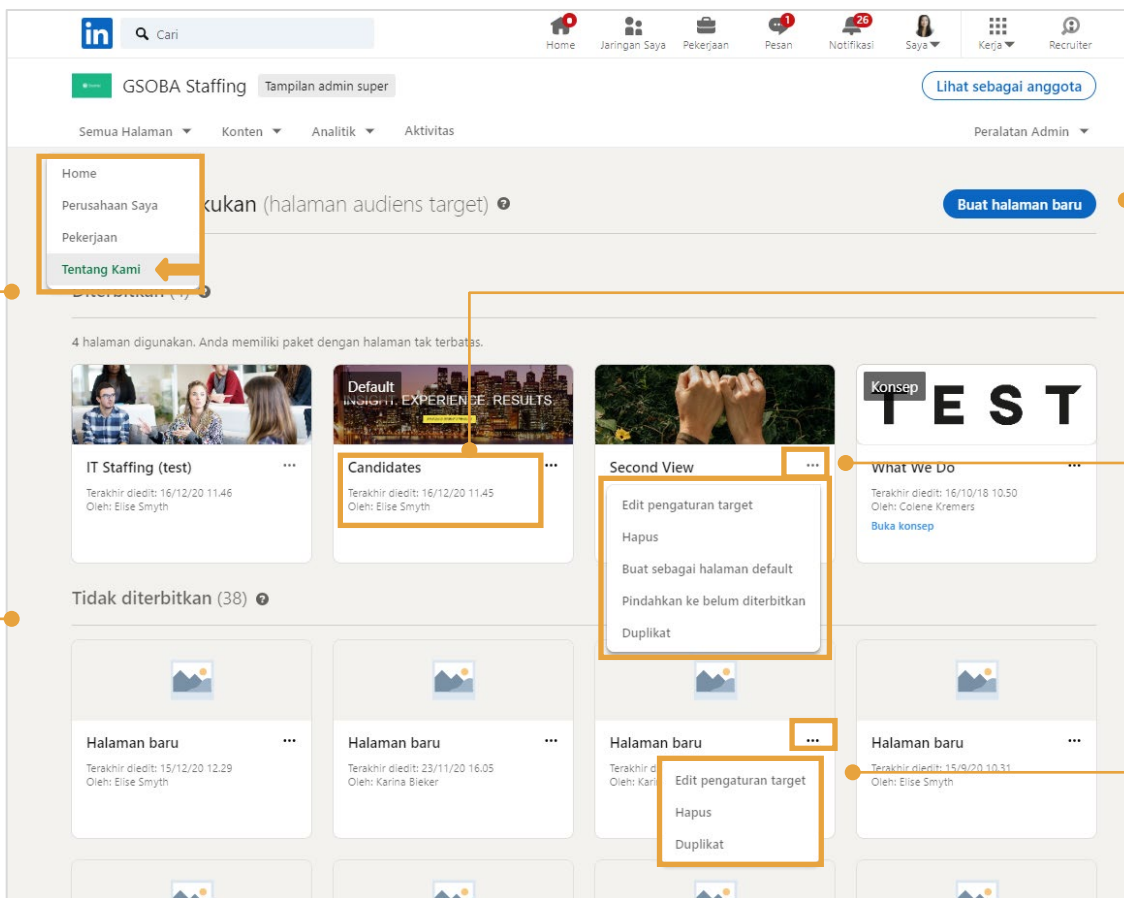 in
Cari
Home
Jaringan Saya
Pekerjaan
1
Pesan
26
Notifikasi
Saya
Kerja
Recruiter
GSOBA Staffing
Tampilan admin super
Lihat sebagai anggota
Semua Halaman
Konten
Analitik
Aktivitas
Peralatan Admin
Home
Perusahaan Saya
Pekerjaan
Tentang Kami
(halaman audiens target)
Buat halaman baru
4 halaman digunakan. Anda memiliki paket dengan halaman tak terbatas.
IT Staffing (test)
Terakhir diedit: 16/12/20 11.46
Oleh: Elise Smyth
Default
INSIGHT. EXPERIENCE. RESULTS.
Candidates
Terakhir diedit: 16/12/20 11.45
Oleh: Elise Smyth
Second View
Edit pengaturan target
Hapus
Buat sebagai halaman default
Pindahkan ke belum diterbitkan
Duplikat
Konsep
TEST
What We Do
Terakhir diedit: 16/10/18 10.50
Oleh: Colene Kremers
Buka konsep
Tidak diterbitkan (38)
Halaman baru
Terakhir diedit: 15/12/20 12.29
Oleh: Elise Smyth
Halaman baru
Terakhir diedit: 23/11/20 16.05
Oleh: Karina Bleker
Halaman baru
Terakhir
Oleh:
Edit pengaturan target
Hapus
Duplikat
Halaman baru
Terakhir diedit: 15/9/20 10.31
Oleh: Elise Smyth